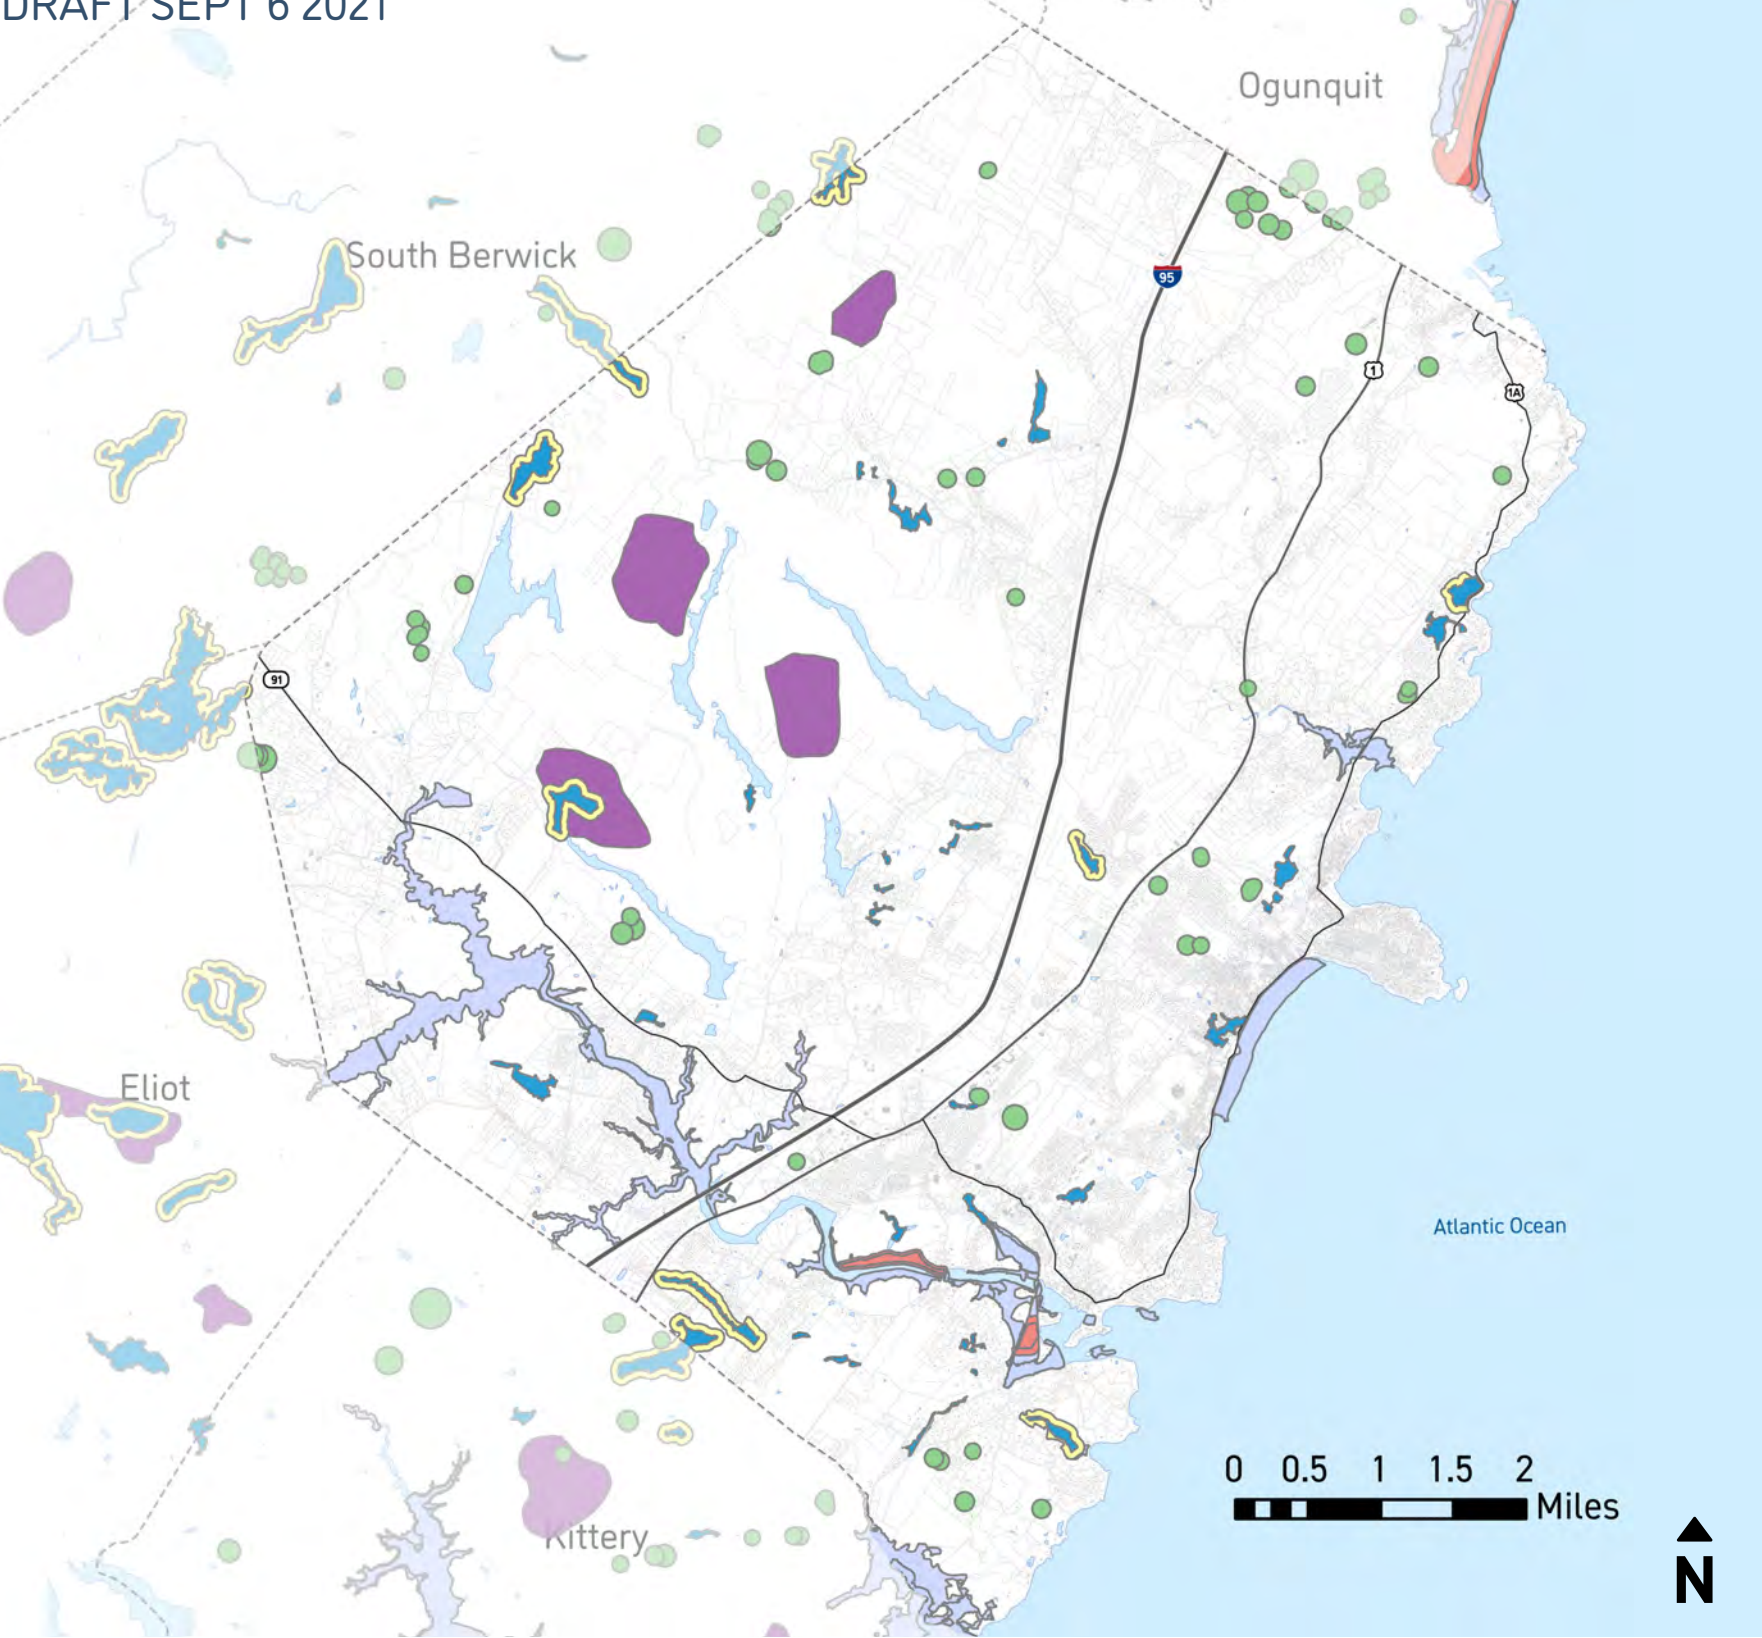 DRAFT SEPT 6 2021
Ogunquit
South Berwick
95
1
1A
91
Eliot
Atlantic Ocean
0 0.5 1 1.5 2
Miles
Kittery
N